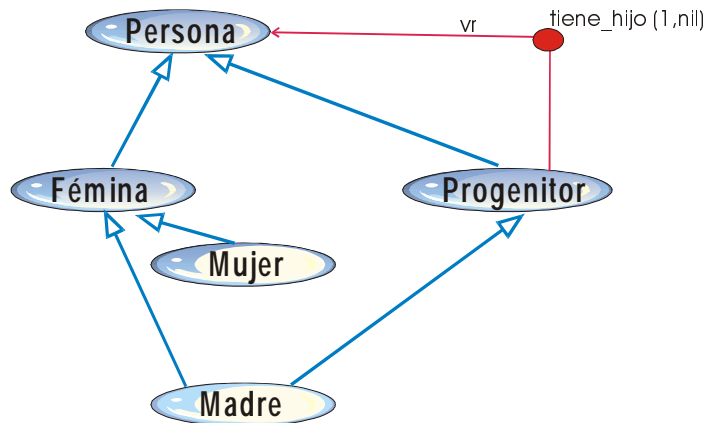 tiene_hijo (1,nil)
vr
Persona
Fémina
Progenitor
Mujer
Madre